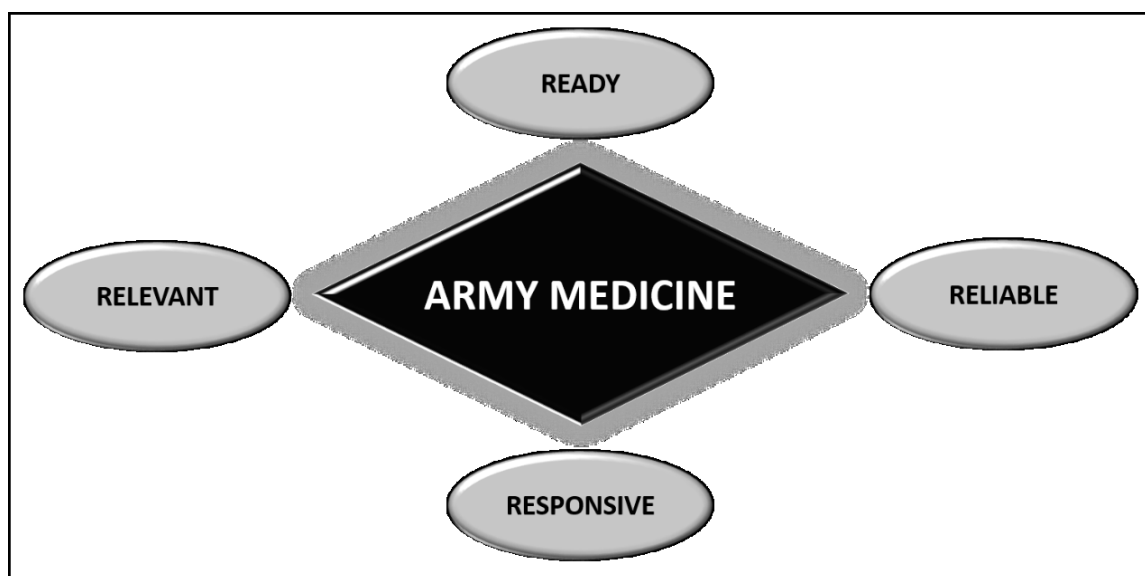 READY
RELEVANT
ARMY MEDICINE
RELIABLE
RESPONSIVE